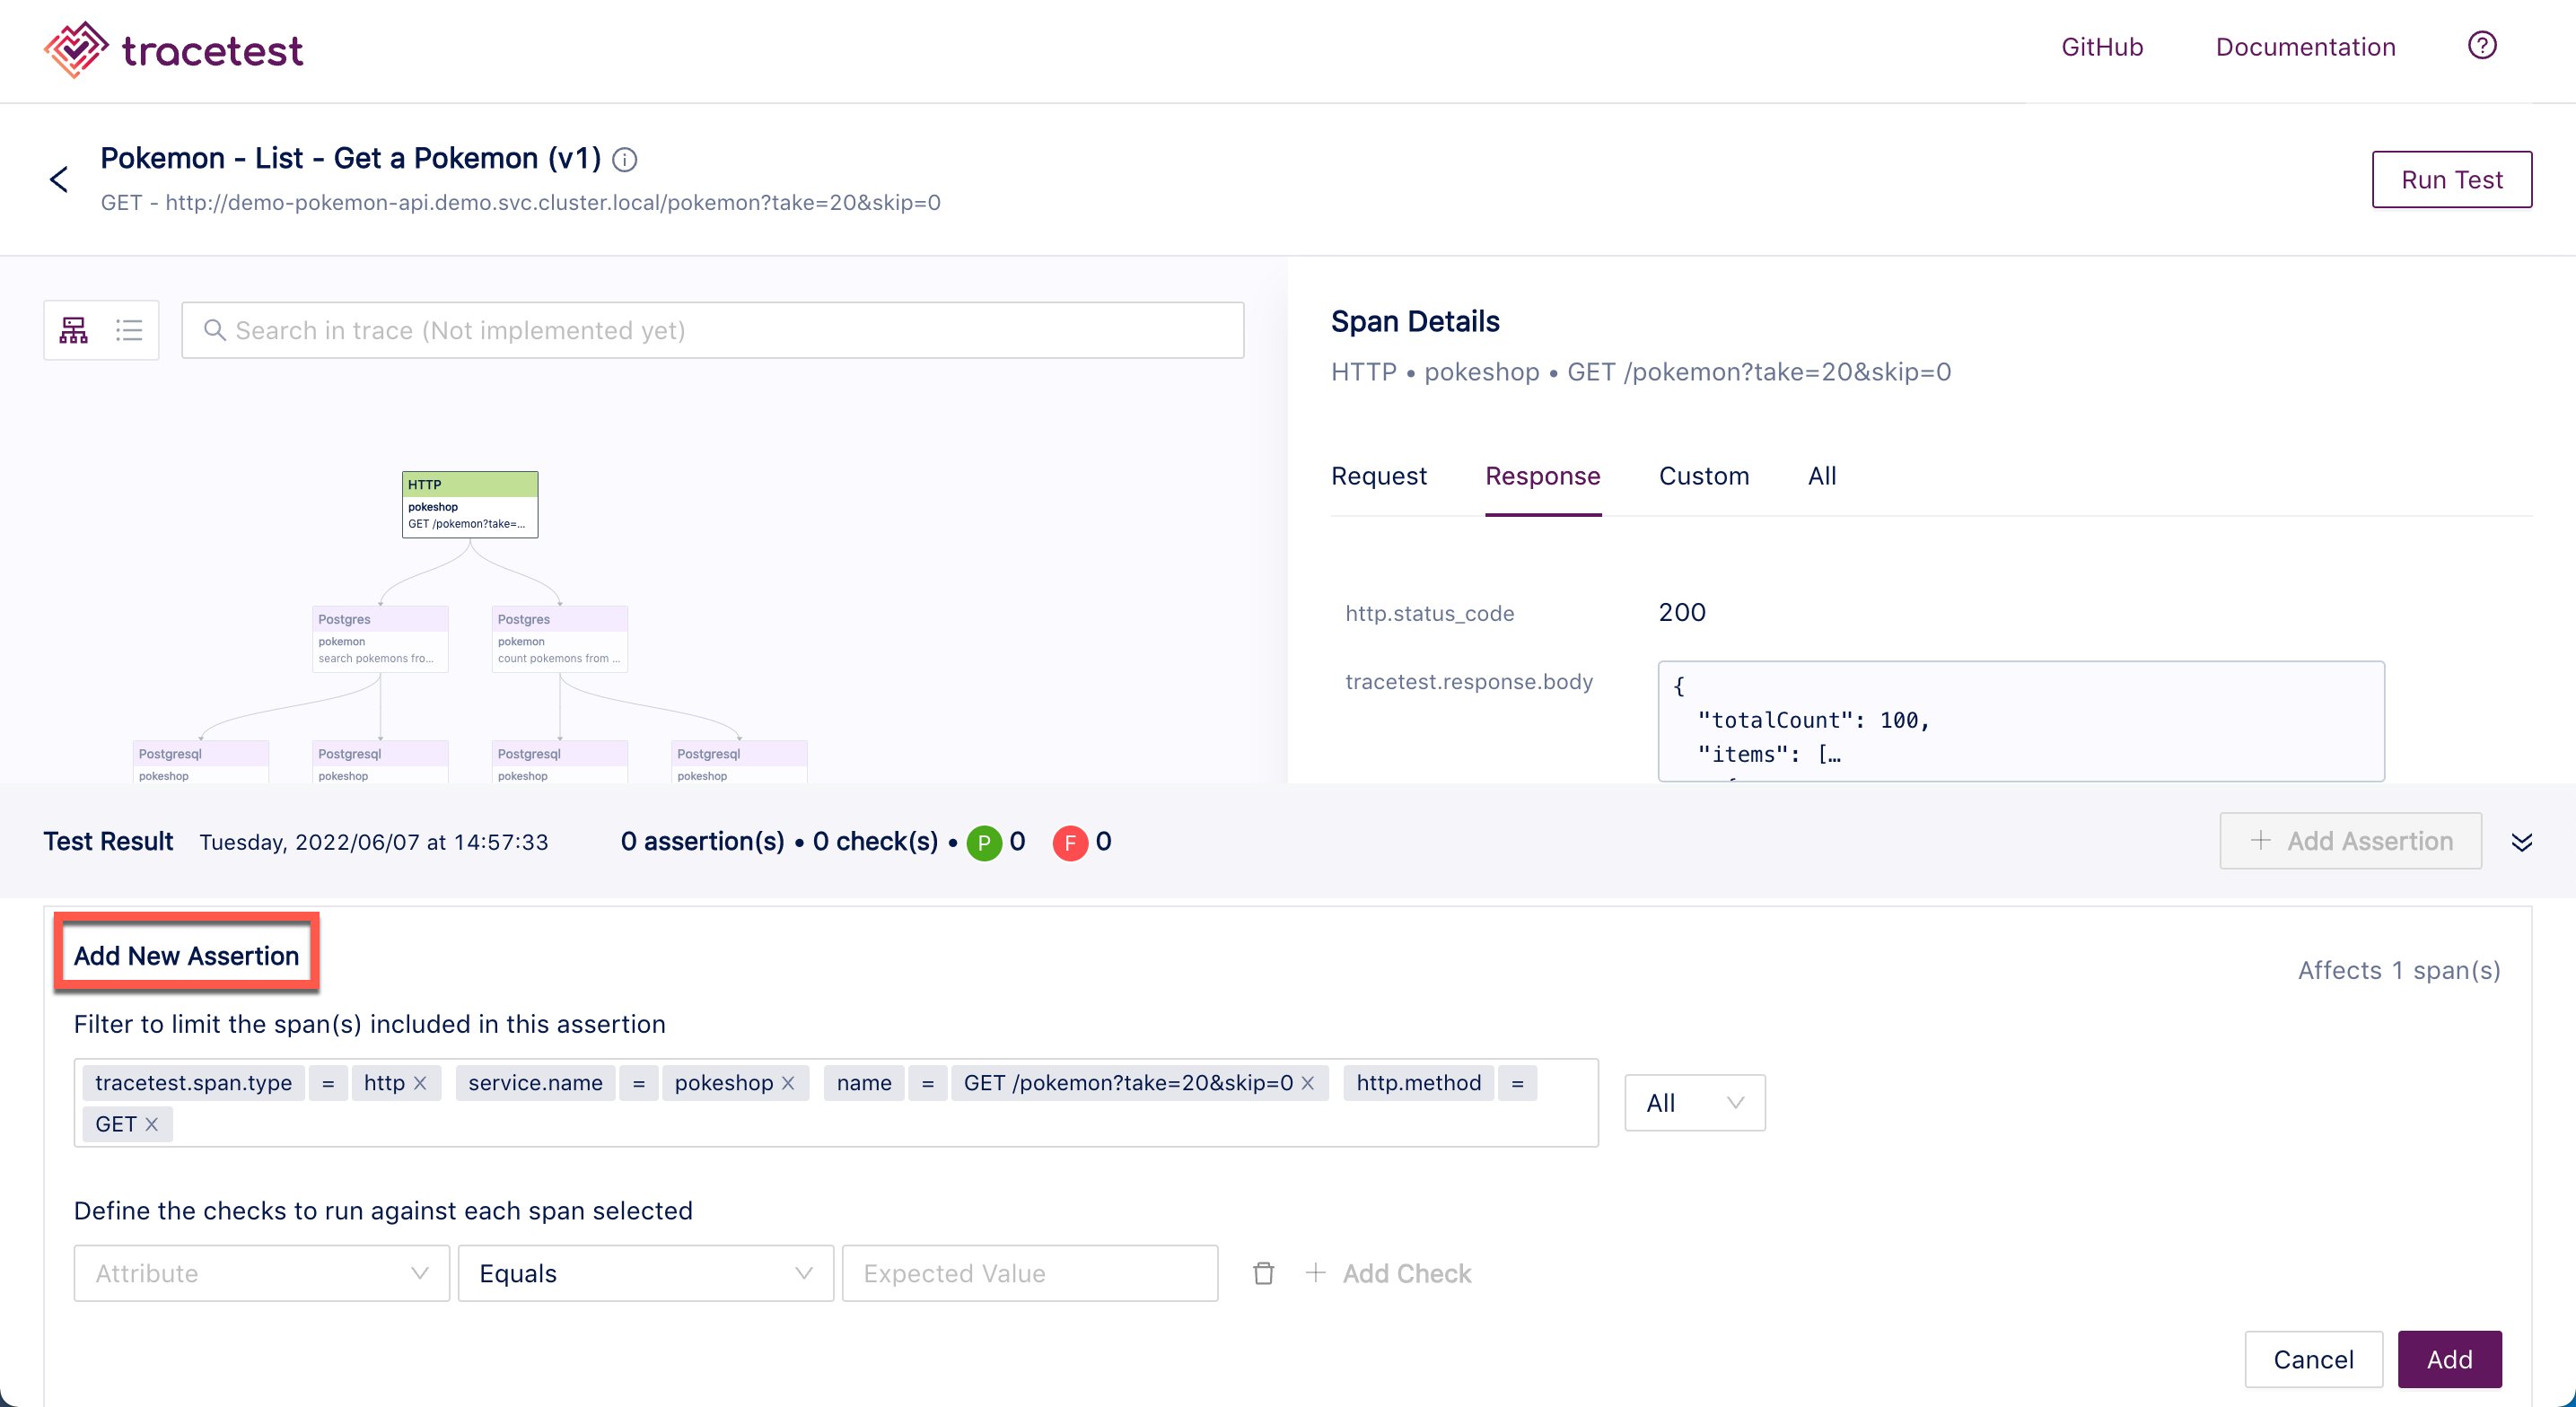 tracetest
GitHub
Documentation
Pokemon - List - Get a Pokemon (v1)
GET - http://demo-pokemon-api.demo.svc.cluster.local/pokemon?take=20&skip=0
Run Test
Search in trace (Not implemented yet)
HTTP
pokeshop
GET /pokemon?take=...
Postgres
pokemon
search pokemons fro...
Postgres
pokemon
count pokemons from ...
Postgresql
pokeshop
Postgresql
pokeshop
Postgresql
pokeshop
Postgresql
pokeshop
Span Details
HTTP • pokeshop • GET /pokemon?take=20&skip=0
Request Response Custom All
http.status_code 200
tracetest.response.body
{
"totalCount": 100,
"items": […
Test Result Tuesday, 2022/06/07 at 14:57:33 0 assertion(s) • 0 check(s) • P 0 F 0
+ Add Assertion
Add New Assertion
Affects 1 span(s)
Filter to limit the span(s) included in this assertion
tracetest.span.type = http service.name = pokeshop name = GET /pokemon?take=20&skip=0 http.method =
GET
All
Define the checks to run against each span selected
Attribute Equals Expected Value + Add Check
Cancel Add